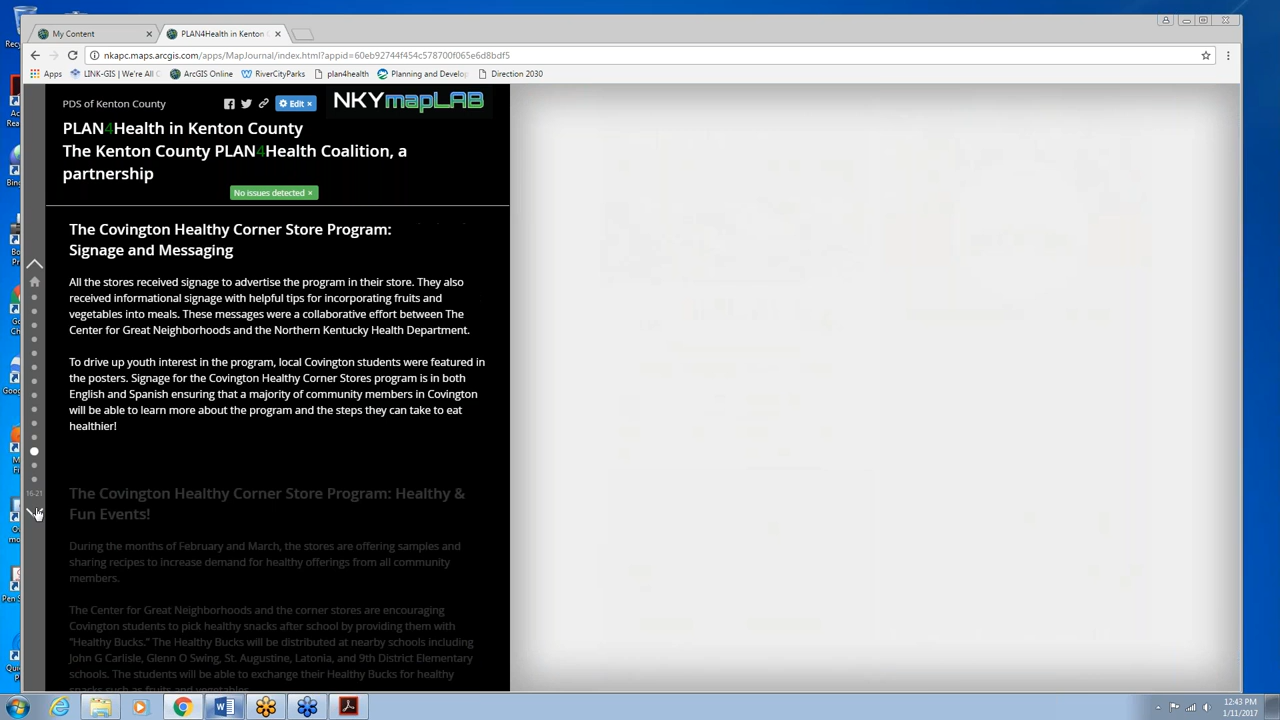 My Content
PLAN4Health in Kenton
nkapc.maps.arcgis.com/apps/MapJournal/index.html?appid=60eb92744f454c578700f065e6d8bdf5
Apps LINK-GIS | We're All ArcGIS Online RiverCityParks plan4health Planning and Develo Direction 2030
PDS of Kenton County
Edit
NKYmapLAB
PLAN4Health in Kenton County
The Kenton County PLAN4Health Coalition, a
partnership
No issues detected
The Covington Healthy Corner Store Program:
Signage and Messaging
All the stores received signage to advertise the program in their store. They also
received informational signage with helpful tips for incorporating fruits and
vegetables into meals. These messages were a collaborative effort between The
Center for Great Neighborhoods and the Northern Kentucky Health Department.
To drive up youth interest in the program, local Covington students were featured in
the posters. Signage for the Covington Healthy Corner Stores program is in both
English and Spanish ensuring that a majority of community members in Covington
will be able to learn more about the program and the steps they can take to eat
healthier!
16-21
The Covington Healthy Corner Store Program: Healthy &
Fun Events!
During the months of February and March, the stores are offering samples and
sharing recipes to increase demand for healthy offerings from all community
members.
The Center for Great Neighborhoods and the corner stores are encouraging
Covington students to pick healthy snacks after school by providing them with
"Healthy Bucks." The Healthy Bucks will be distributed at nearby schools including
John G Carlisle, Glenn O Swing, St. Augustine, Latonia, and 9th District Elementary
schools. The students will be able to exchange their Healthy Bucks for healthy
snacks such as fruits and vegetables.
12:43 PM
1/11/2017